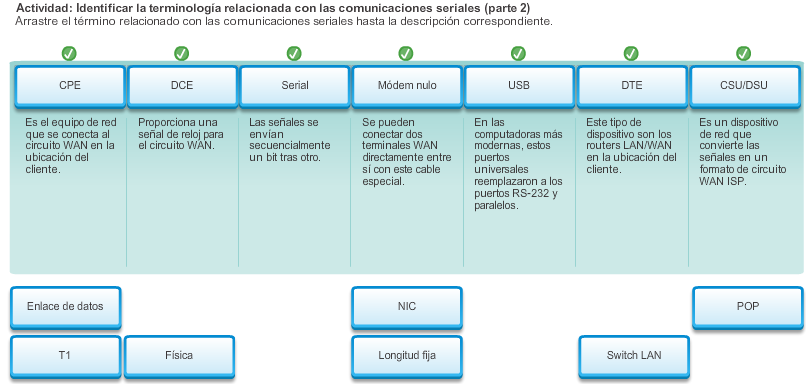 Actividad: Identificar la terminología relacionada con las comunicaciones seriales (parte 2)
Arrastre el término relacionado con las comunicaciones seriales hasta la descripción correspondiente.
CPE
DCE
Serial
Módem nulo
USB
DTE
CSU/DSU
Es el equipo de red
que se conecta al
circuito WAN en la
ubicación del
cliente.
Proporciona una
señal de reloj para
el circuito WAN.
Las señales se
envían
secuencialmente
un bit tras otro.
Se pueden
conectar dos
terminales WAN
directamente entre
sí con este cable
especial.
En las
computadoras más
modernas, estos
puertos
universales
reemplazaron a los
puertos RS-232 y
paralelos.
Este tipo de
dispositivo son los
routers LAN/WAN
en la ubicación del
cliente.
Es un dispositivo
de red que
convierte las
señales en un
formato de circuito
WAN ISP.
Enlace de datos
NIC
POP
T1
Física
Longitud fija
Switch LAN